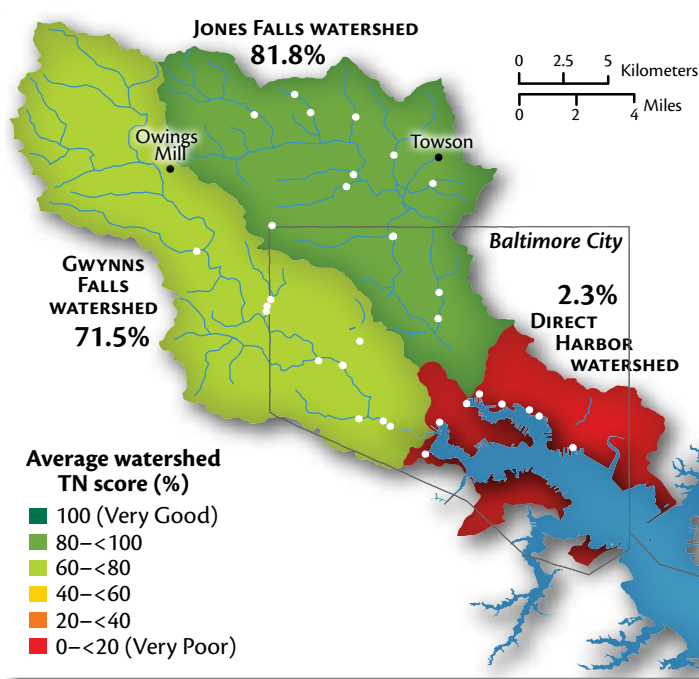 JONES FALLS WATERSHED
81.8%
0 2.5 5 Kilometers
0 2 4 Miles
Owings
Mill
Towson
Baltimore City
GWYNNS
FALLS
WATERSHED
71.5%
2.3%
DIRECT
HARBOR
WATERSHED
Average watershed
TN score (%)
100 (Very Good)
80–<100
60–<80
40–<60
20–<40
0–<20 (Very Poor)